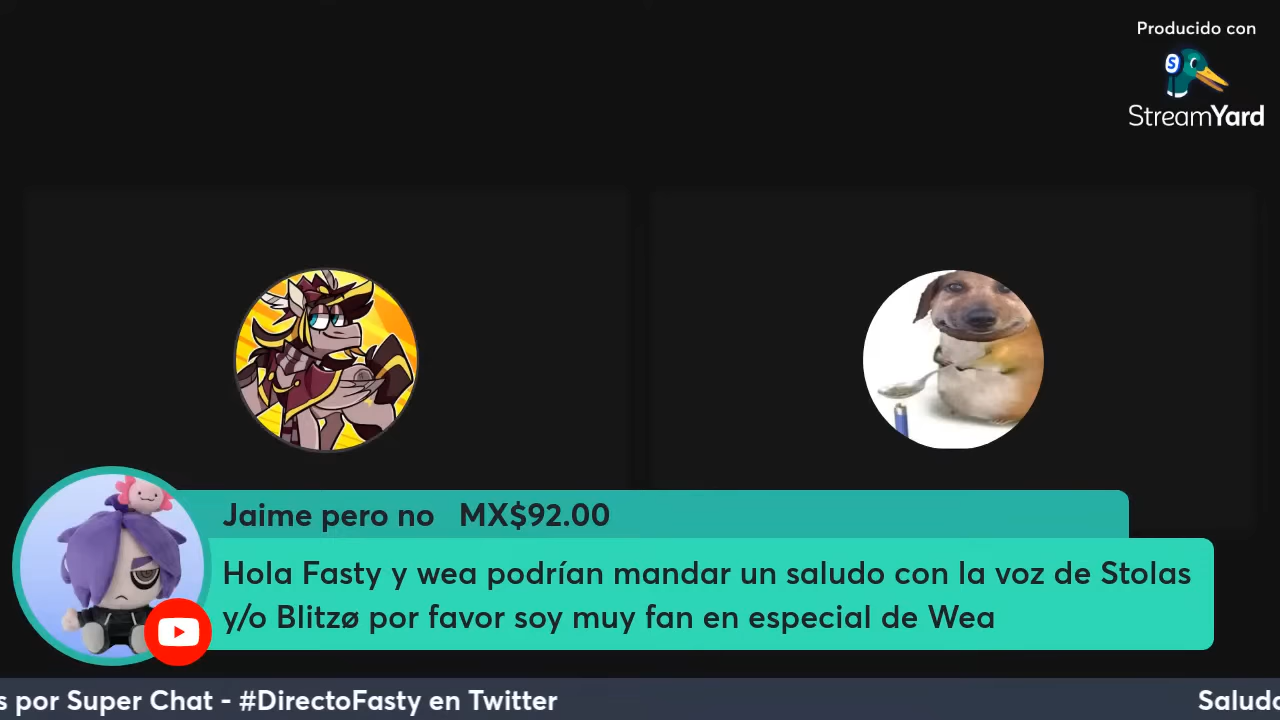 Producido con
StreamYard
Jaime pero no MX$92.00
Hola Fasty y wea podrían mandar un saludo con la voz de Stolas
y/o Blitzø por favor soy muy fan en especial de Wea
s por Super Chat - #DirectoFasty en Twitter